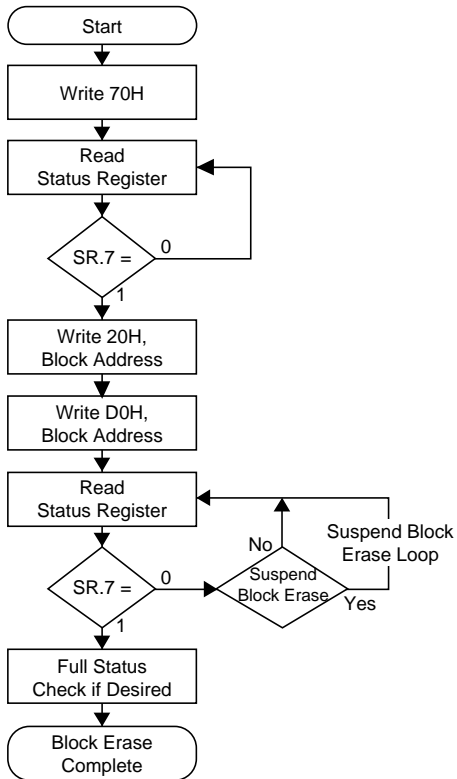 Start
Write 70H
Read
Status Register
SR.7 =
0
1
Write 20H,
Block Address
Write D0H,
Block Address
Read
Status Register
SR.7 =
0
1
No
Suspend
Block Erase
Yes
Suspend Block
Erase Loop
Full Status
Check if Desired
Block Erase
Complete